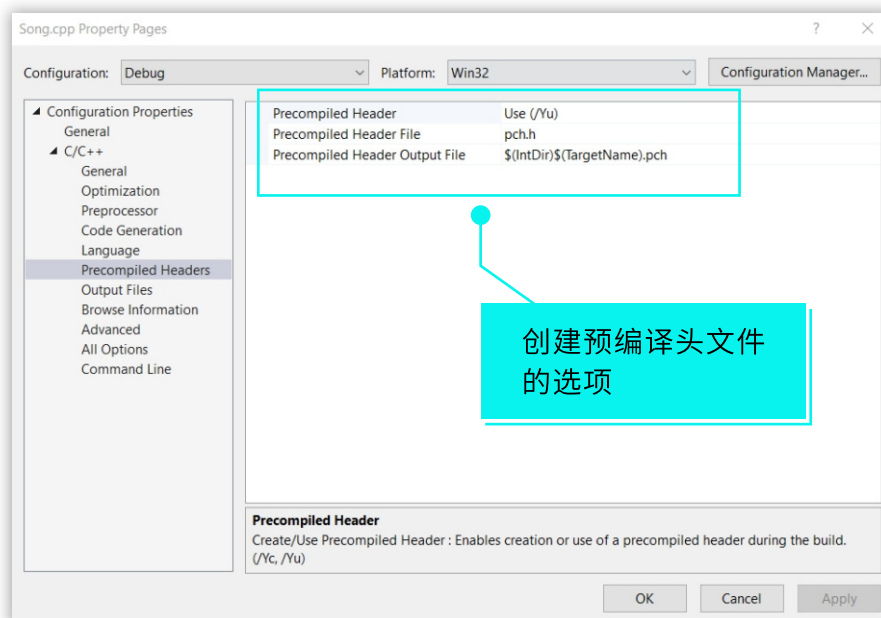 Song.cpp Property Pages
?
Configuration: Debug Platform: Win32 Configuration Manager...
Configuration Properties
General
C/C++
General
Optimization
Preprocessor
Code Generation
Language
Precompiled Headers
Output Files
Browse Information
Advanced
All Options
Command Line
Precompiled Header Use (/Yu)
Precompiled Header File pch.h
Precompiled Header Output File $(IntDir)$(TargetName).pch
创建预编译头文件
的选项
Precompiled Header
Create/Use Precompiled Header : Enables creation or use of a precompiled header during the build.
(/Yc, /Yu)
OK Cancel Apply